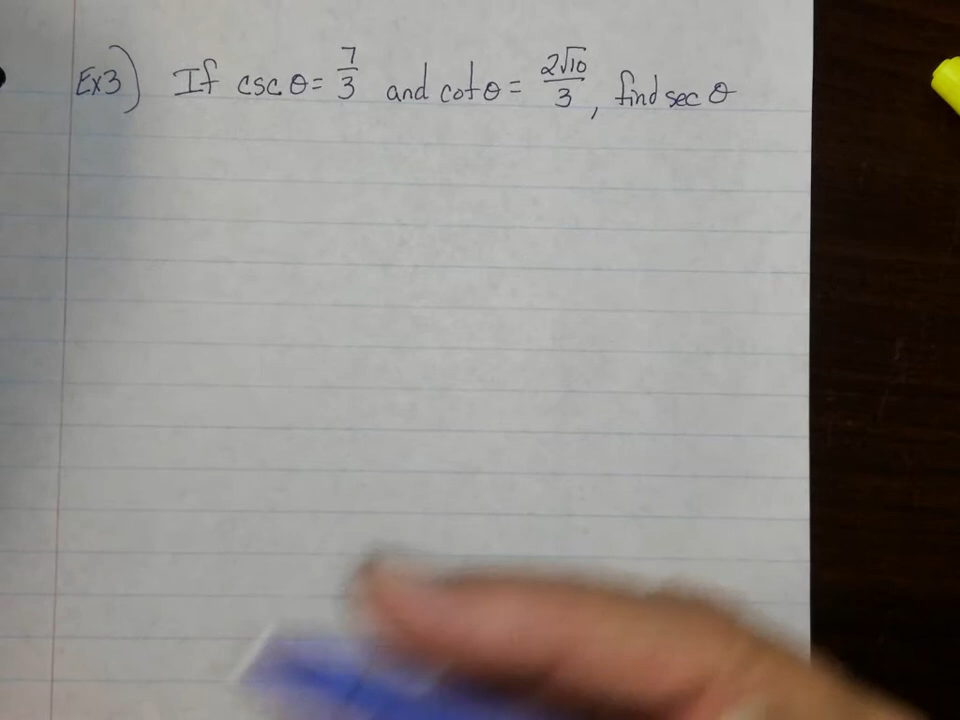 Ex3) If csc θ = 7/3 and cot θ = 2√10/3, find sec θ